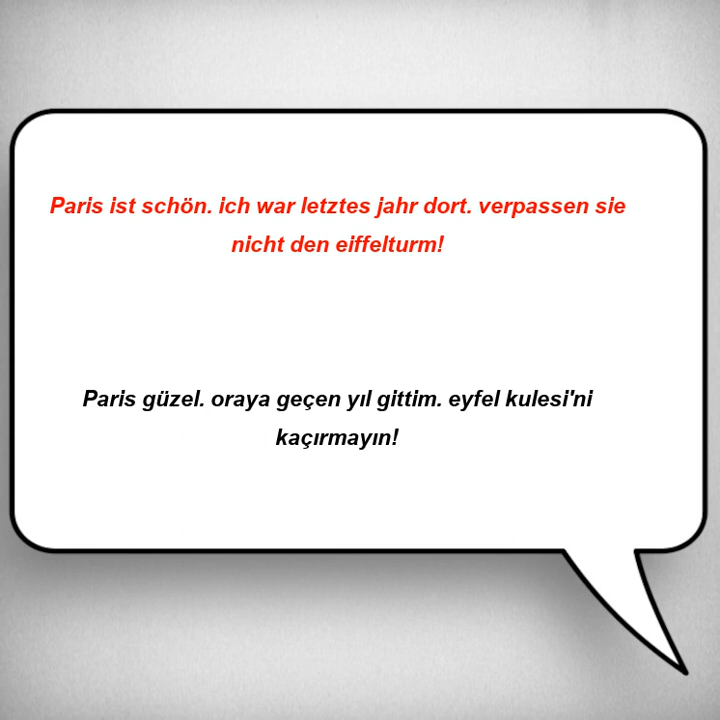 Paris ist schön. ich war letztes jahr dort. verpassen sie
nicht den eiffelturm!
Paris güzel. oraya geçen yıl gittim. eyfel kulesi'ni
kaçırmayın!